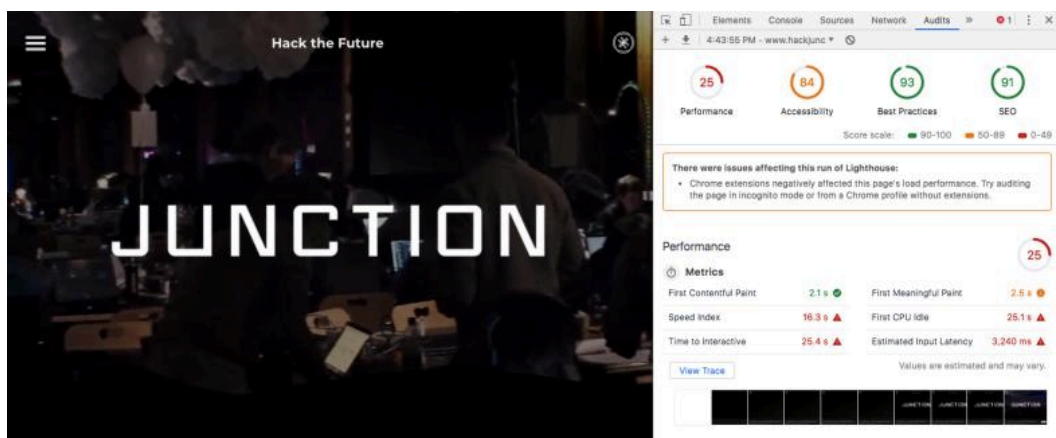 Hack the Future
JUNCTION
Elements Console Sources Network Audits » 1
4:43:55 PM - www.hackjunc
25 84 93 91
Performance Accessibility Best Practices SEO
Score scale: 90-100 50-89 0-49
There were issues affecting this run of Lighthouse:
• Chrome extensions negatively affected this page's load performance. Try auditing
the page in incognito mode or from a Chrome profile without extensions.
Performance
25
Metrics
First Contentful Paint 2.1 s First Meaningful Paint 2.5 s
Speed Index 16.3 s First CPU Idle 25.1 s
Time to Interactive 25.4 s Estimated Input Latency 3,240 ms
View Trace Values are estimated and may vary.
JUNCTION JUNCTION JUNCTION JUNCTION